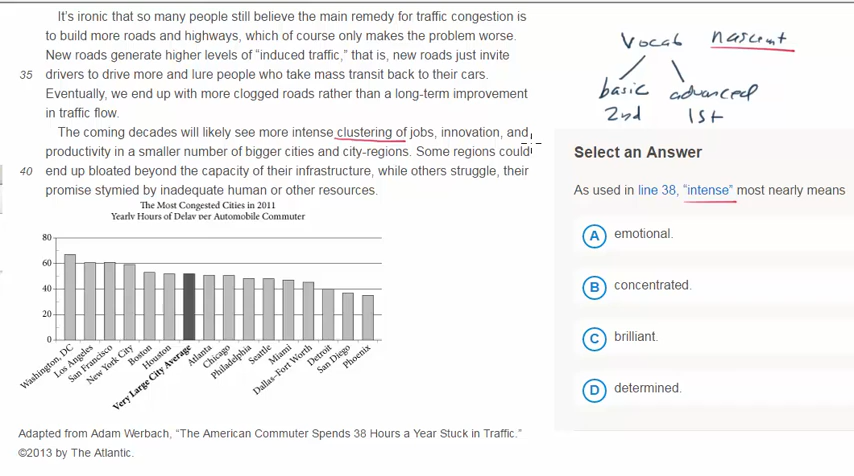 It's ironic that so many people still believe the main remedy for traffic congestion is
to build more roads and highways, which of course only makes the problem worse.
New roads generate higher levels of “induced traffic,” that is, new roads just invite
35 drivers to drive more and lure people who take mass transit back to their cars.
Eventually, we end up with more clogged roads rather than a long-term improvement
in traffic flow.
The coming decades will likely see more intense clustering of jobs, innovation, and
productivity in a smaller number of bigger cities and city-regions. Some regions could
40 end up bloated beyond the capacity of their infrastructure, while others struggle, their
promise stymied by inadequate human or other resources.
The Most Congested Cities in 2011
Yearly Hours of Delay per Automobile Commuter
80
60
40
20
0
Washington, DC
Los Angeles
San Francisco
New York City
Boston
Houston
Very Large City Average
Atlanta
Chicago
Philadelphia
Seattle
Miami
Dallas–Fort Worth
Detroit
San Diego
Phoenix
Adapted from Adam Werbach, “The American Commuter Spends 38 Hours a Year Stuck in Traffic.”
©2013 by The Atlantic.
vocab nascent
basic advanced
2nd 1st
Select an Answer
As used in line 38, “intense” most nearly means
A emotional.
B concentrated.
C brilliant.
D determined.